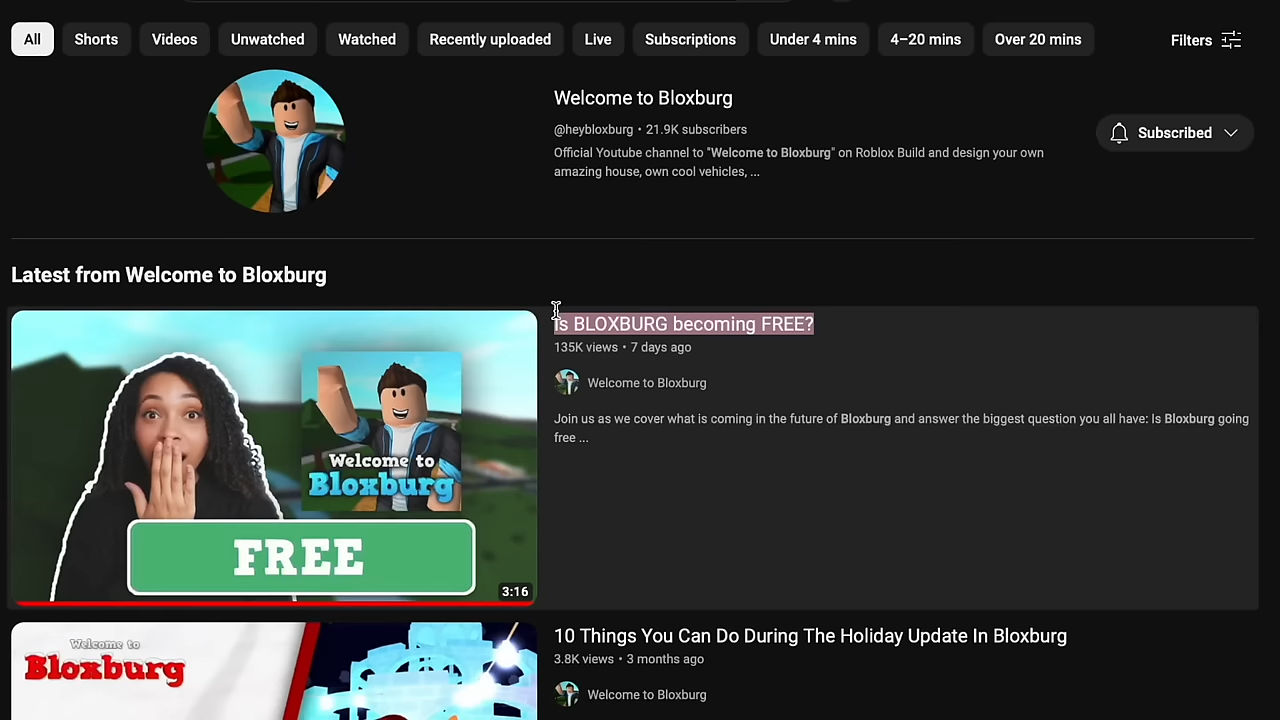 All Shorts Videos Unwatched Watched Recently uploaded Live Subscriptions Under 4 mins 4–20 mins Over 20 mins Filters
Welcome to Bloxburg
@heybloxburg • 21.9K subscribers
Official Youtube channel to "Welcome to Bloxburg" on Roblox Build and design your own
amazing house, own cool vehicles, ...
Subscribed
Latest from Welcome to Bloxburg
Welcome to
Bloxburg
FREE
3:16
Is BLOXBURG becoming FREE?
135K views • 7 days ago
Welcome to Bloxburg
Join us as we cover what is coming in the future of Bloxburg and answer the biggest question you all have: Is Bloxburg going
free ...
Welcome to
Bloxburg
10 Things You Can Do During The Holiday Update In Bloxburg
3.8K views • 3 months ago
Welcome to Bloxburg